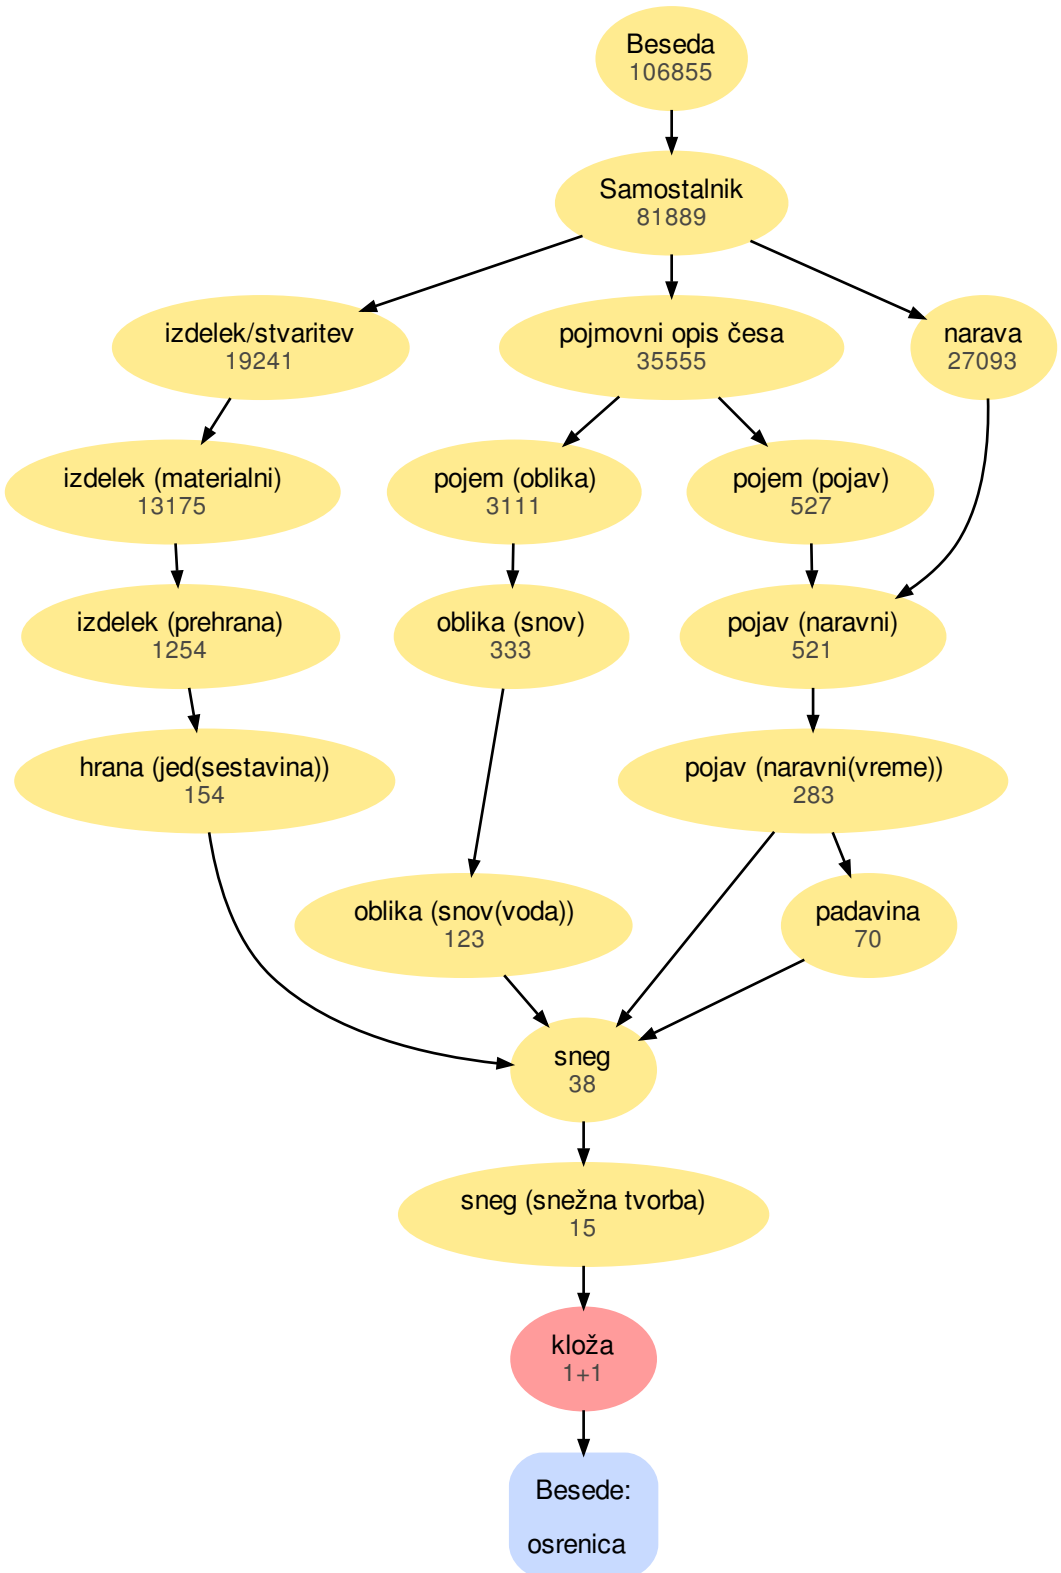 Beseda
106855
Samostalnik
81889
izdelek/stvaritev
19241
pojmovni opis česa
35555
narava
27093
izdelek (materialni)
13175
pojem (oblika)
3111
pojem (pojav)
527
izdelek (prehrana)
1254
oblika (snov)
333
pojav (naravni)
521
hrana (jed(sestavina))
154
pojav (naravni(vreme))
283
oblika (snov(voda))
123
padavina
70
sneg
38
sneg (snežna tvorba)
15
kloža
1+1
Besede:
osrenica